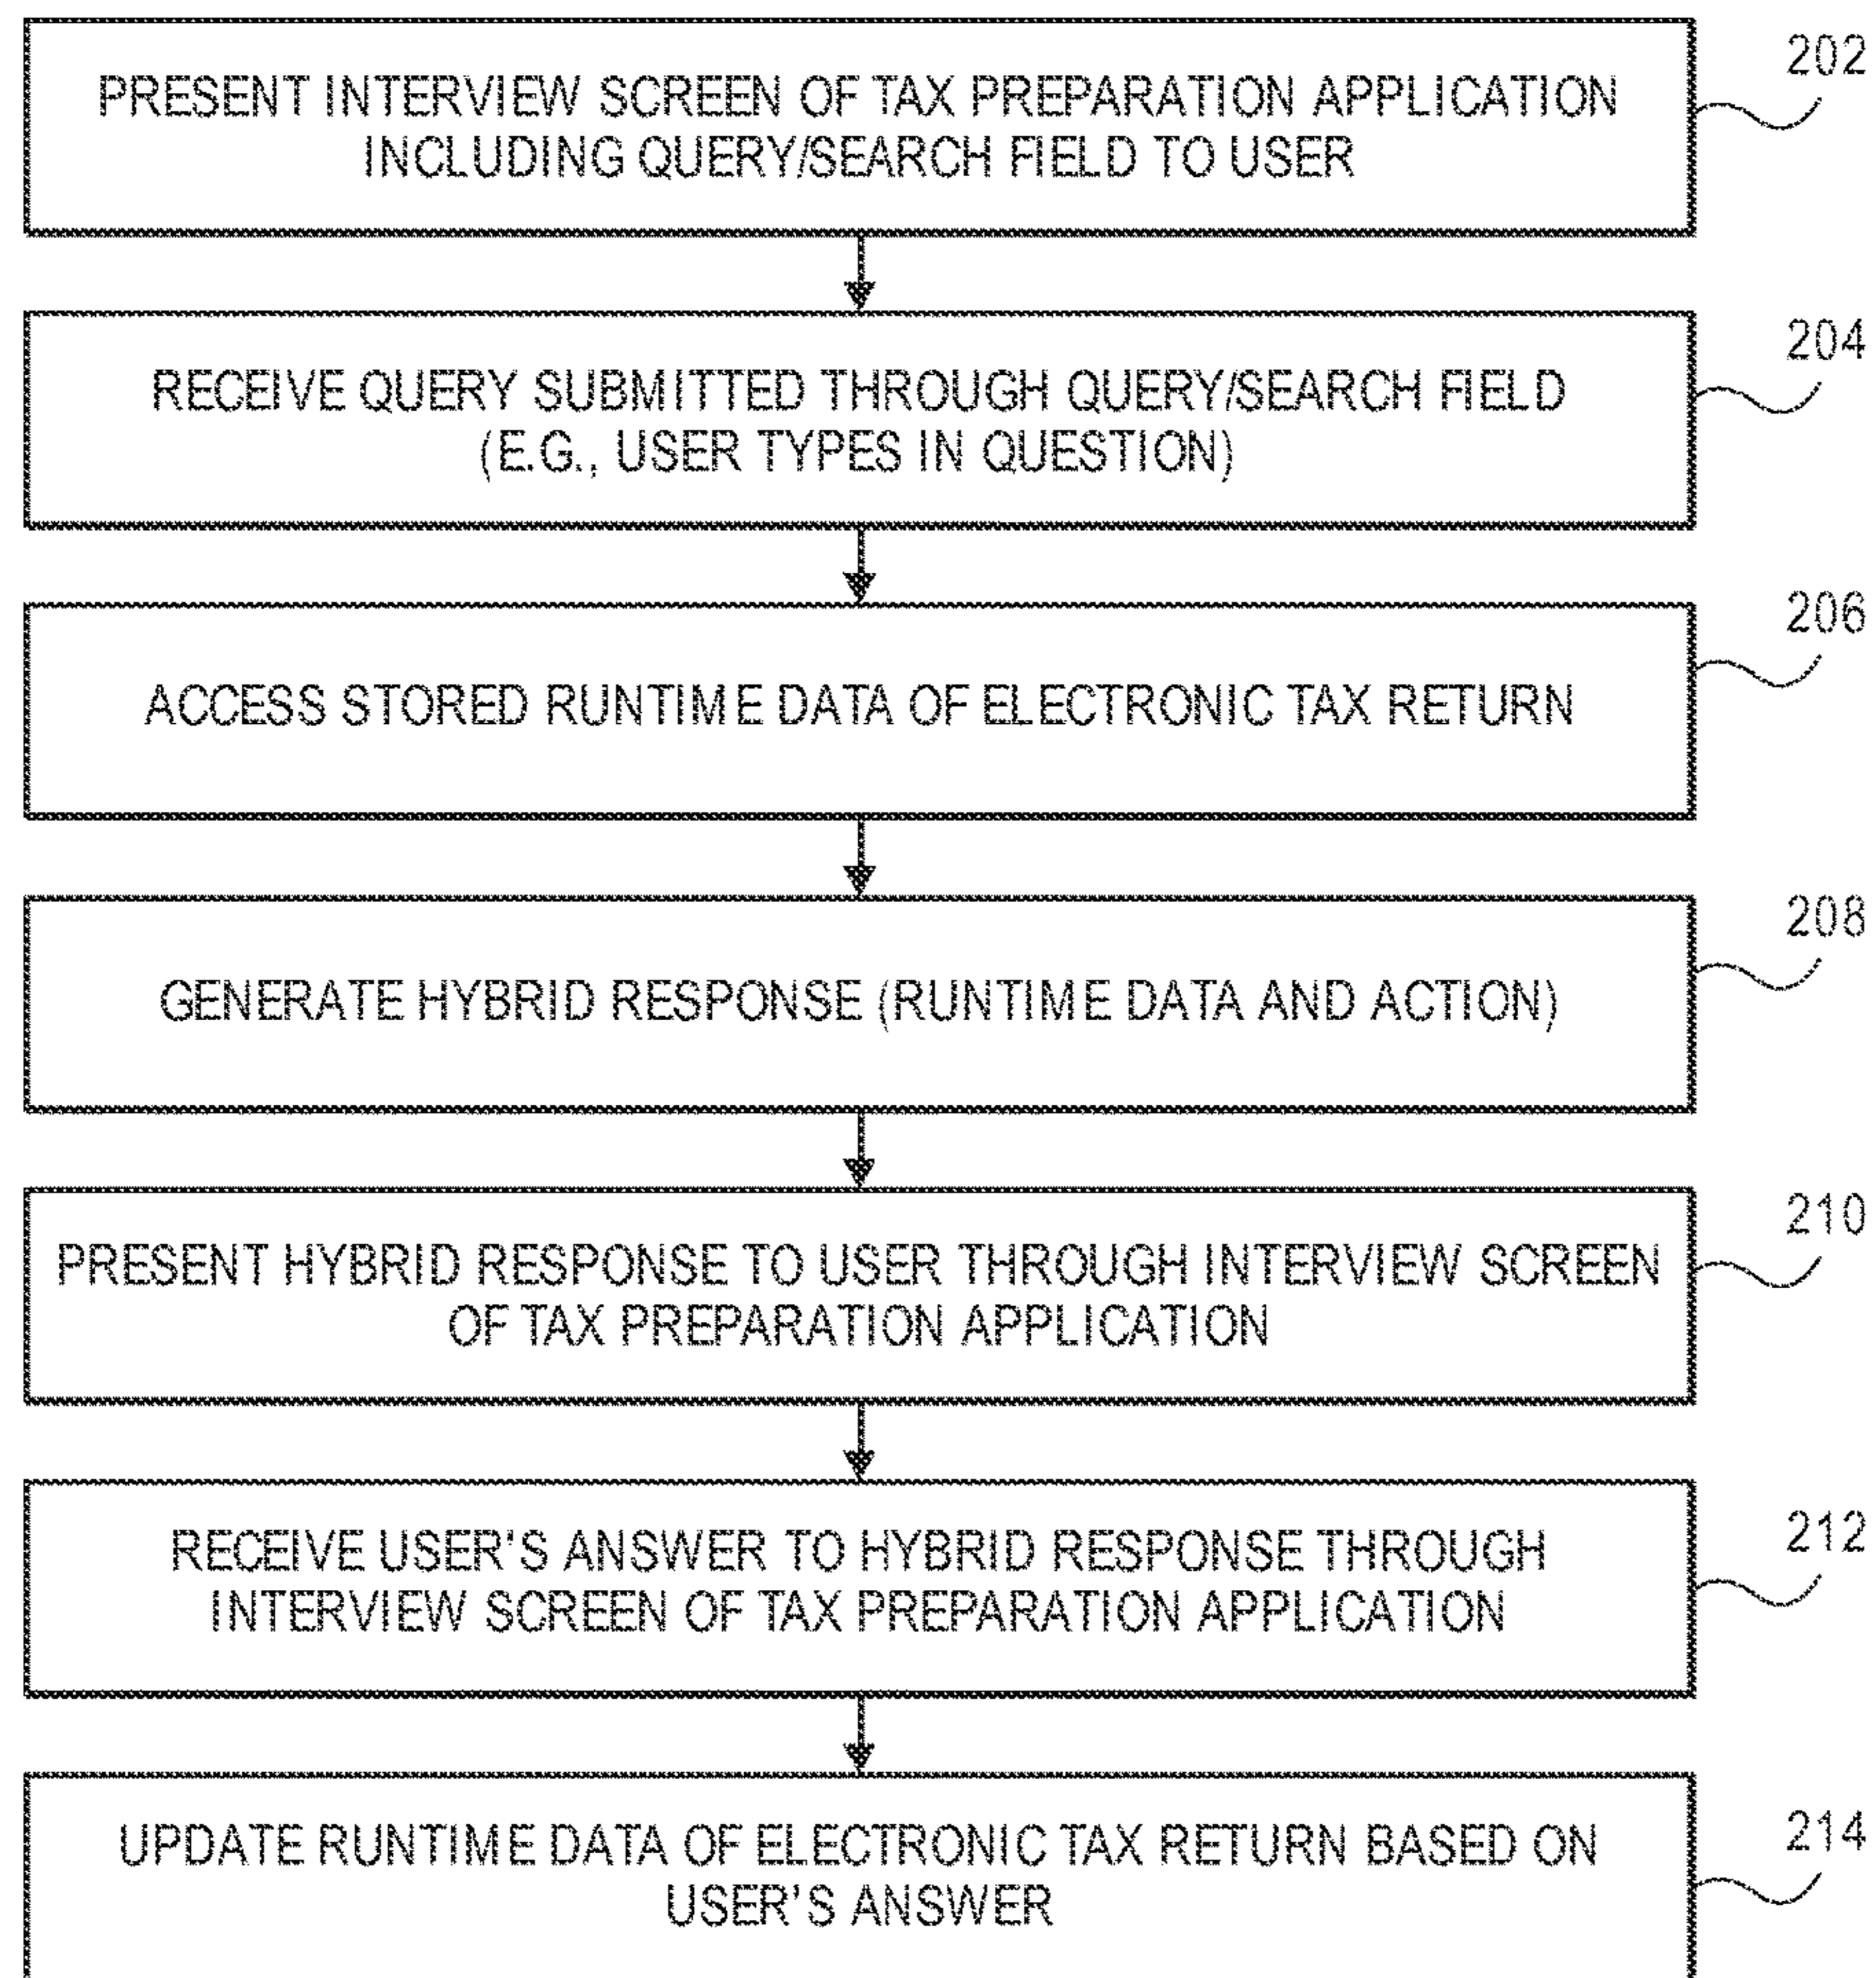 PRESENT INTERVIEW SCREEN OF TAX PREPARATION APPLICATION
INCLUDING QUERY/SEARCH FIELD TO USER
202
RECEIVE QUERY SUBMITTED THROUGH QUERY/SEARCH FIELD
(E.G., USER TYPES IN QUESTION)
204
ACCESS STORED RUNTIME DATA OF ELECTRONIC TAX RETURN
206
GENERATE HYBRID RESPONSE (RUNTIME DATA AND ACTION)
208
PRESENT HYBRID RESPONSE TO USER THROUGH INTERVIEW SCREEN
OF TAX PREPARATION APPLICATION
210
RECEIVE USER'S ANSWER TO HYBRID RESPONSE THROUGH
INTERVIEW SCREEN OF TAX PREPARATION APPLICATION
212
UPDATE RUNTIME DATA OF ELECTRONIC TAX RETURN BASED ON
USER'S ANSWER
214